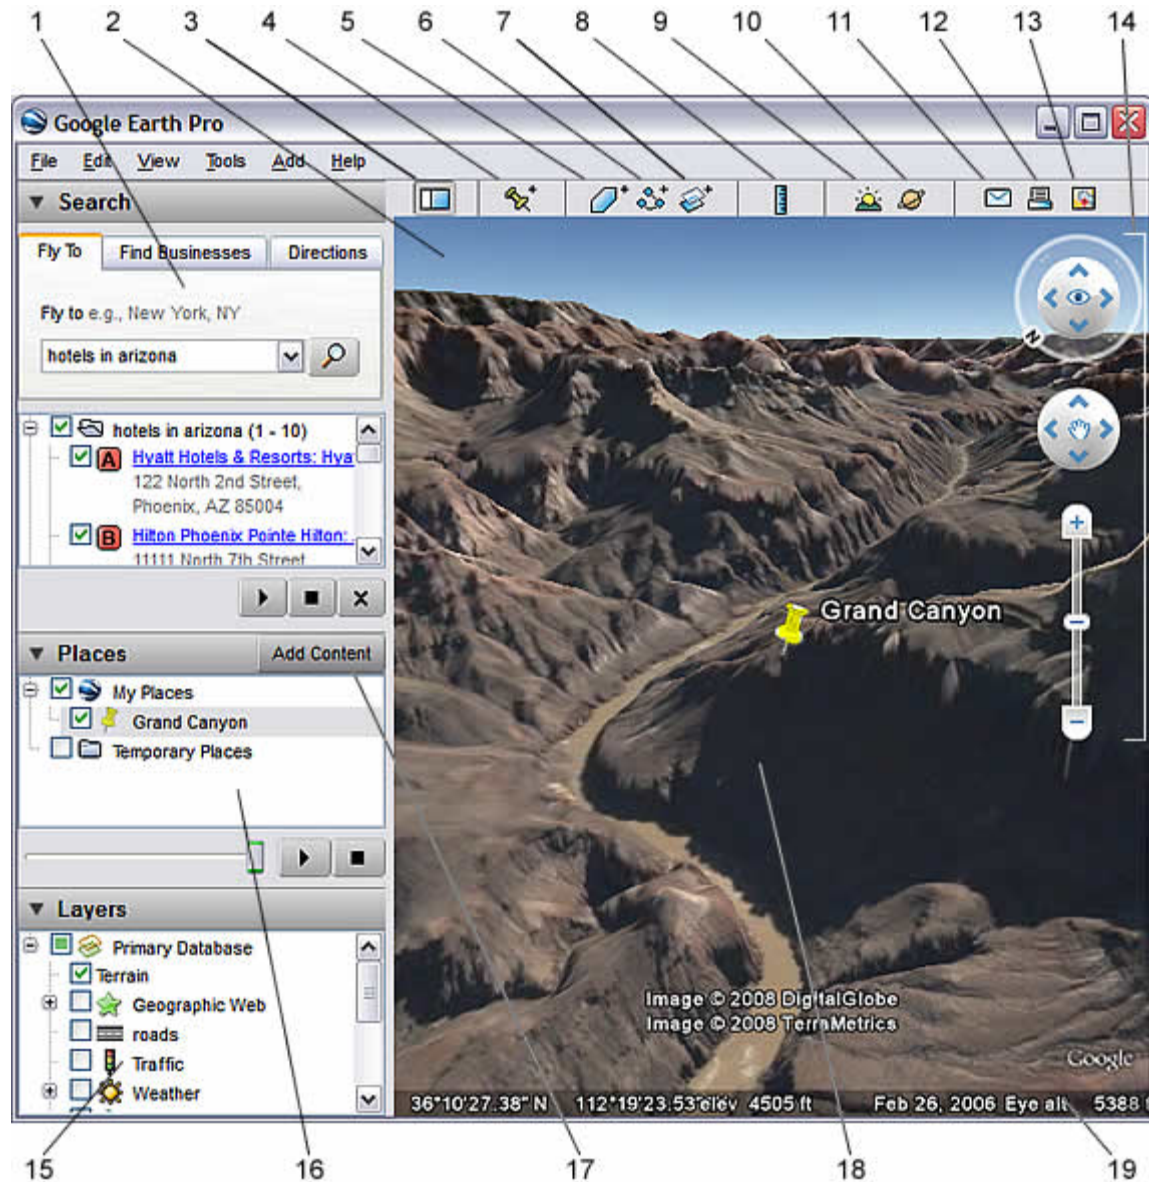 1 2 3 4 5 6 7 8 9 10 11 12 13 14
Google Earth Pro
File Edit View Tools Add Help
Search
Fly To Find Businesses Directions
Fly to e.g., New York, NY
hotels in arizona
hotels in arizona (1 - 10)
A Hyatt Hotels & Resorts: Hya
122 North 2nd Street,
Phoenix, AZ 85004
B Hilton Phoenix Pointe Hilton:
11111 North 7th Street
Places Add Content
My Places
Grand Canyon
Temporary Places
Layers
Primary Database
Terrain
Geographic Web
roads
Traffic
Weather
N
Grand Canyon
Image © 2008 DigitalGlobe
Image © 2008 TerraMetrics
Google
36°10'27.38" N 112°19'23.53" elev 4505 ft Feb 26, 2006 Eye alt 5388
15 16 17 18 19